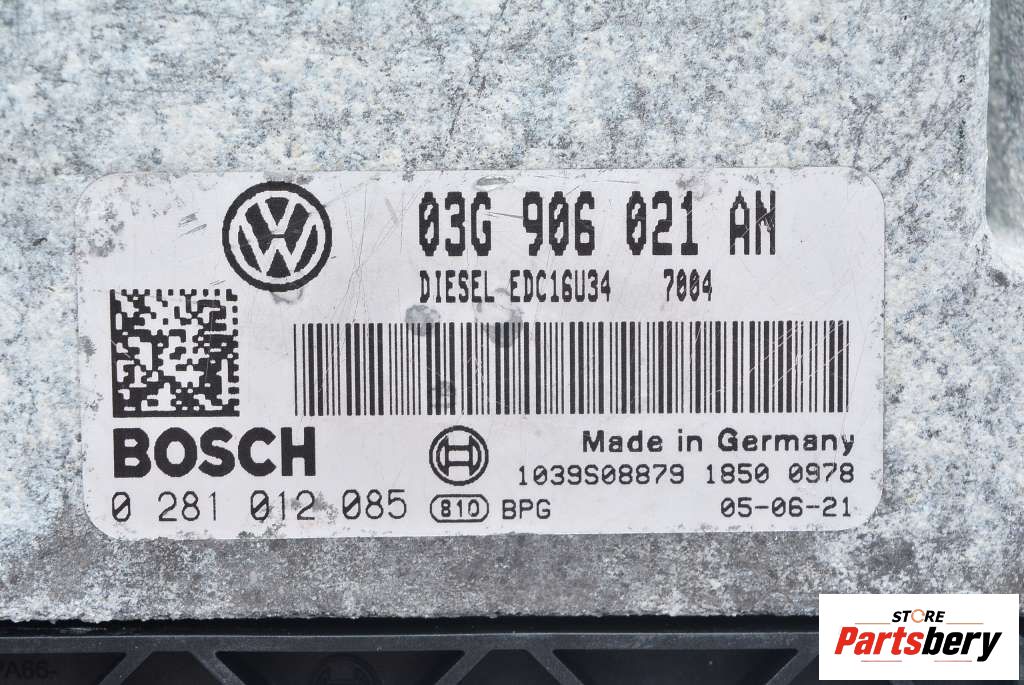 03G 906 021 AN
DIESEL EDC16U34 7004
BOSCH
Made in Germany
1039S08879 1850 0978
0 281 012 085
810 BPG
05-06-21
STORE
Partsbery
PA66-